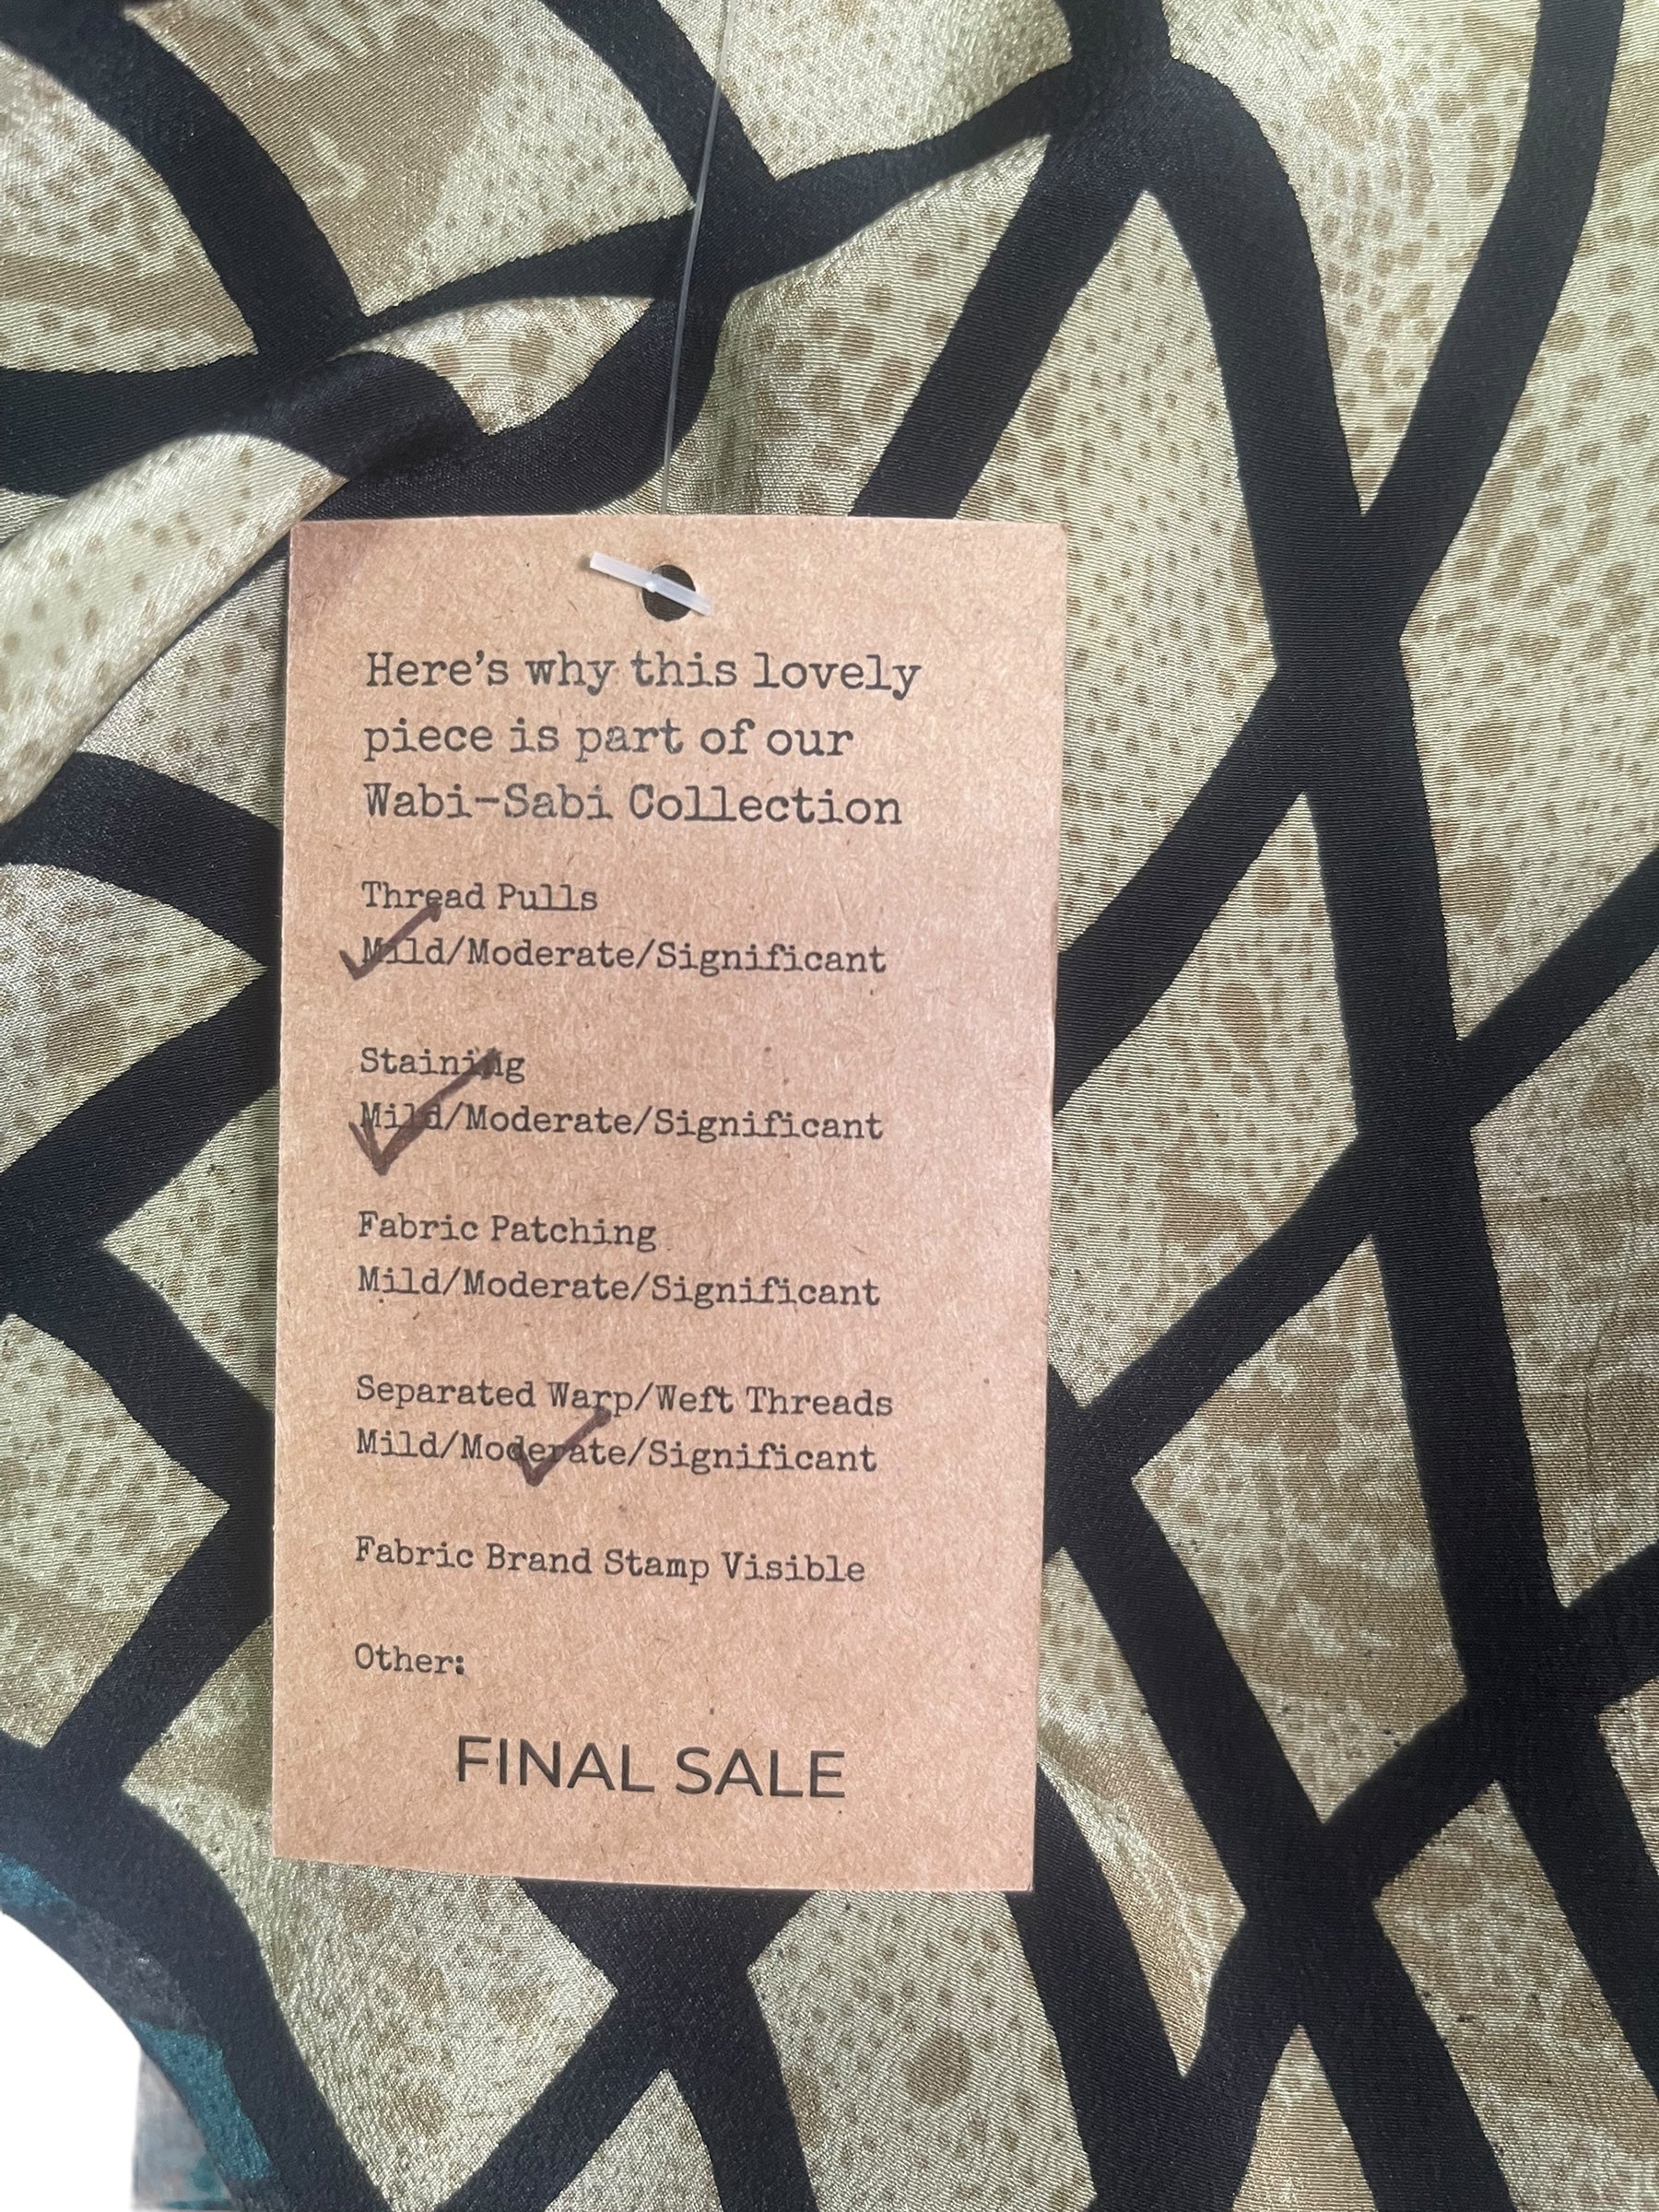 Here's why this lovely
piece is part of our
Wabi-Sabi Collection
Thread Pulls
Mild/Moderate/Significant
Staining
Mild/Moderate/Significant
Fabric Patching
Mild/Moderate/Significant
Separated Warp/Weft Threads
Mild/Moderate/Significant
Fabric Brand Stamp Visible
Other:
FINAL SALE